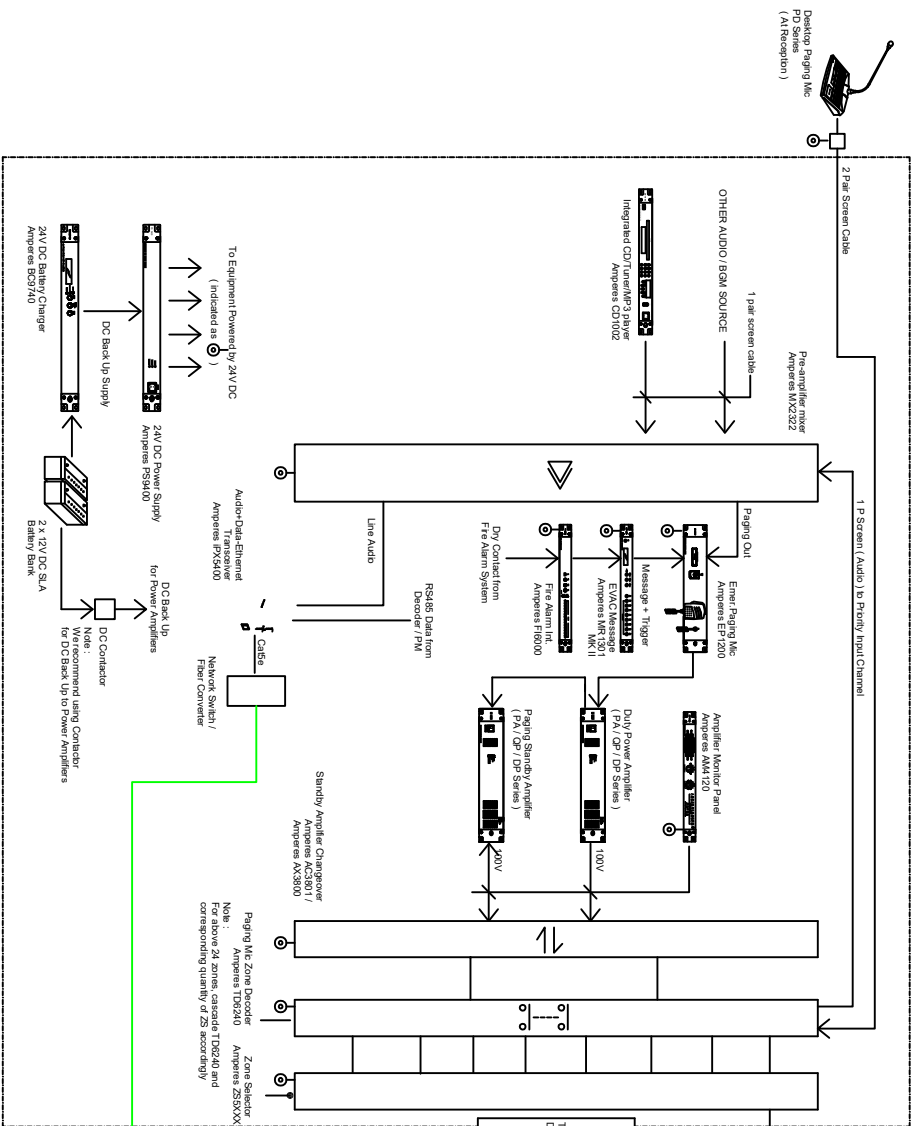 Desktop Paging Mic
PD Series
( At Reception )
2 Pair Screen Cable
1 P Screen ( Audio ) to Priority Input Channel
OTHER AUDIO / BGM SOURCE
1 pair screen cable
Integrated CD/Tuner/MP3 player
Amperes CD1002
Pre-amplifier mixer
Amperes MX2322
Paging Out
Line Audio
Emer.Paging Mic
Amperes EP1200
Message + Trigger
EVAC Message
Amperes MR1301
MK II
Fire Alarm Int.
Amperes FI6000
Dry Contact from
Fire Alarm System
Amplifier Monitor Panel
Amperes AM4120
Duty Power Amplifier
( PA / QP / DP Series )
100V
Paging Standby Amplifier
( PA / QP / DP Series )
100V
Standby Amplifier Changeover
Amperes AC3801 /
Amperes AX3800
Paging Mic Zone Decoder
Amperes TD6240
Note :
For above 24 zones, cascade TD6240 and
corresponding quantity of ZS accordingly
Zone Selector
Amperes ZS5XXX
Audio+Data-Ethernet
Transceiver
Amperes iPX5400
RS485 Data from
Decoder / PM
Cat5e
Network Switch /
Fiber Converter
To Equipment Powered by 24V DC
( indicated as )
24V DC Power Supply
Amperes PS9400
DC Back Up Supply
24V DC Battery Charger
Amperes BC9740
2 x 12V DC SLA
Battery Bank
DC Back Up
for Power Amplifiers
DC Contactor
Note :
We recommend using Contactor
for DC Back Up to Power Amplifiers